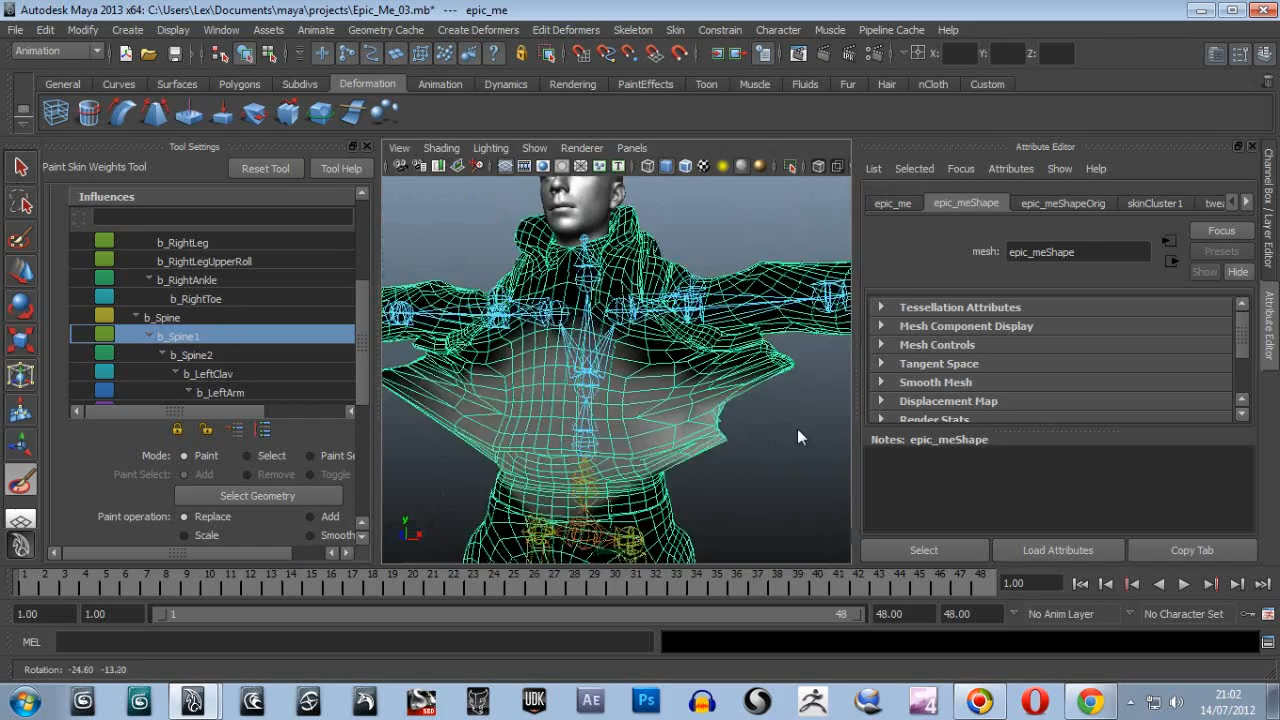 Autodesk Maya 2013 x64: C:\Users\Lex\Documents\maya\projects\Epic_Me_03.mb* --- epic_me
File Edit Modify Create Display Window Assets Animate Geometry Cache Create Deformers Edit Deformers Skeleton Skin Constrain Character Muscle Pipeline Cache Help
Animation X: Y: Z:
General Curves Surfaces Polygons Subdivs Deformation Animation Dynamics Rendering PaintEffects Toon Muscle Fluids Fur Hair nCloth Custom
Tool Settings
Paint Skin Weights Tool Reset Tool Tool Help
Influences
b_RightLeg
b_RightLegUpperRoll
b_RightAnkle
b_RightToe
b_Spine
b_Spine1
b_Spine2
b_LeftClav
b_LeftArm
Mode: Paint Select Paint Se
Paint Select: Add Remove Toggle
Select Geometry
Paint operation: Replace Add
Scale Smooth
View Shading Lighting Show Renderer Panels
y
Attribute Editor
List Selected Focus Attributes Show Help
epic_me epic_meShape epic_meShapeOrig skinCluster1 twea
mesh: epic_meShape
Focus
Presets
Show Hide
Tessellation Attributes
Mesh Component Display
Mesh Controls
Tangent Space
Smooth Mesh
Displacement Map
Render Stats
Notes: epic_meShape
Select Load Attributes Copy Tab
Channel Box / Layer Editor
Attribute Editor
1 2 3 4 5 6 7 8 9 10 11 12 13 14 15 16 17 18 19 20 21 22 23 24 25 26 27 28 29 30 31 32 33 34 35 36 37 38 39 40 41 42 43 44 45 46 47 48 1.00
1.00 1.00 1 48 48.00 48.00 No Anim Layer No Character Set
MEL
Rotation: -24.60 -13.20
SRD UDK Ae Ps 4
21:02
14/07/2012